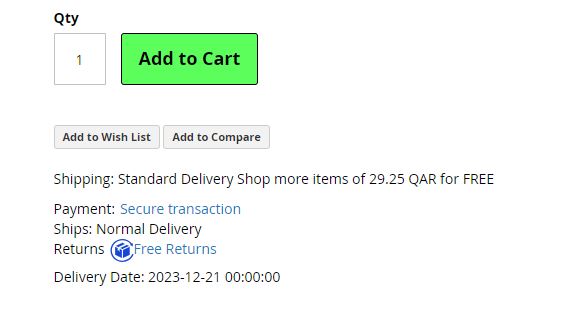 Qty
1 Add to Cart
Add to Wish List Add to Compare
Shipping: Standard Delivery Shop more items of 29.25 QAR for FREE
Payment: Secure transaction
Ships: Normal Delivery
Returns Free Returns
Delivery Date: 2023-12-21 00:00:00